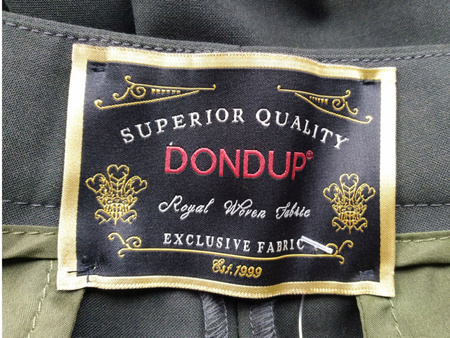 SUPERIOR QUALITY
DONDUP®
Royal Woven Fabric
EXCLUSIVE FABRIC
Est.1999